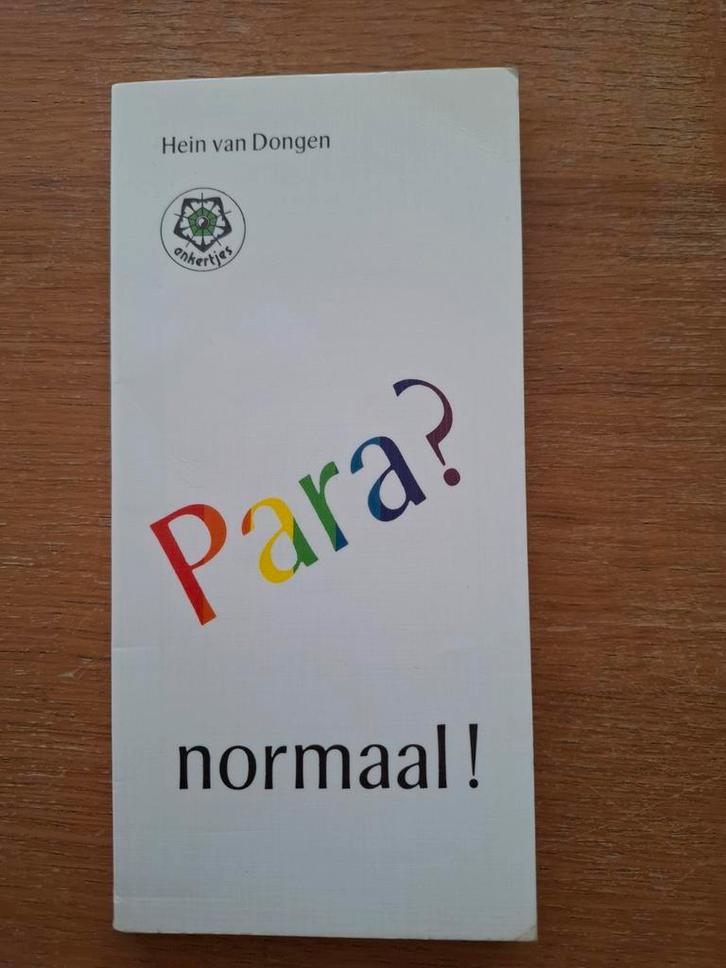 Hein van Dongen
ankertjes
Para?
normaal!